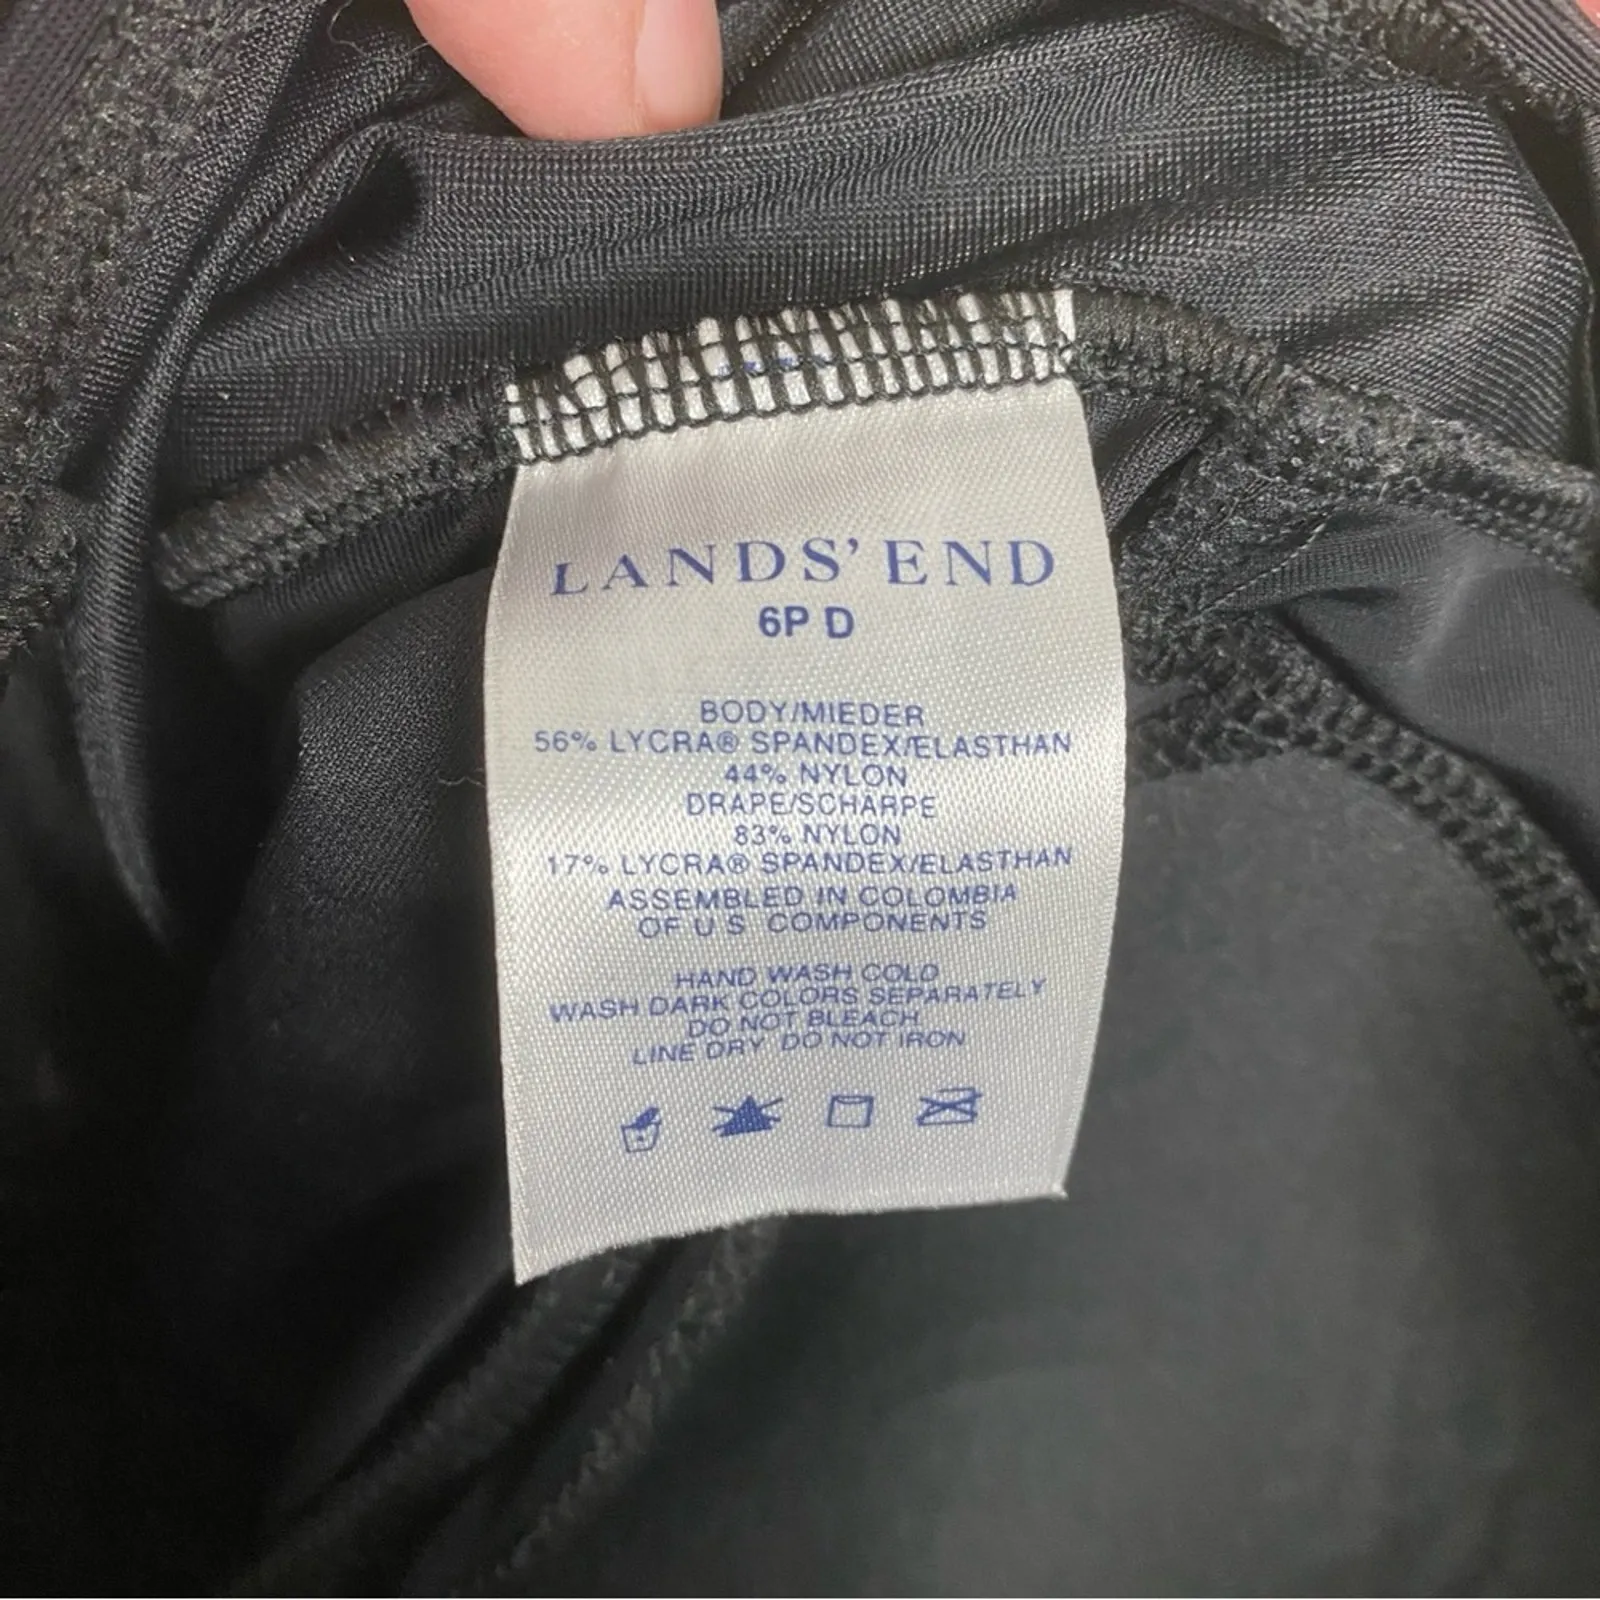 LANDS' END
6P D
BODY/MIEDER
56% LYCRA® SPANDEX/ELASTHAN
44% NYLON
DRAPE/SCHÄRPE
83% NYLON
17% LYCRA® SPANDEX/ELASTHAN
ASSEMBLED IN COLOMBIA
OF U S COMPONENTS
HAND WASH COLD
WASH DARK COLORS SEPARATELY
DO NOT BLEACH
LINE DRY DO NOT IRON